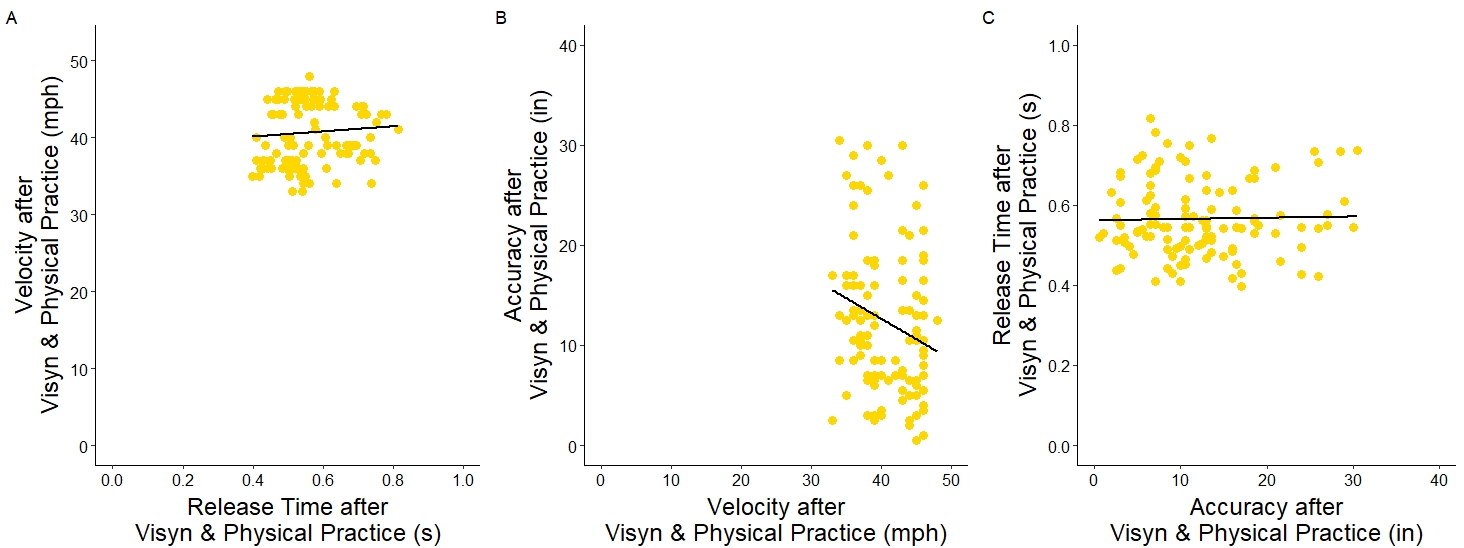 A
Velocity after
Visyn & Physical Practice (mph)
50
40
30
20
10
0
0.0 0.2 0.4 0.6 0.8 1.0
Release Time after
Visyn & Physical Practice (s)
B
Accuracy after
Visyn & Physical Practice (in)
40
30
20
10
0
0 10 20 30 40 50
Velocity after
Visyn & Physical Practice (mph)
C
Release Time after
Visyn & Physical Practice (s)
1.0
0.8
0.6
0.4
0.2
0.0
0 10 20 30 40
Accuracy after
Visyn & Physical Practice (in)